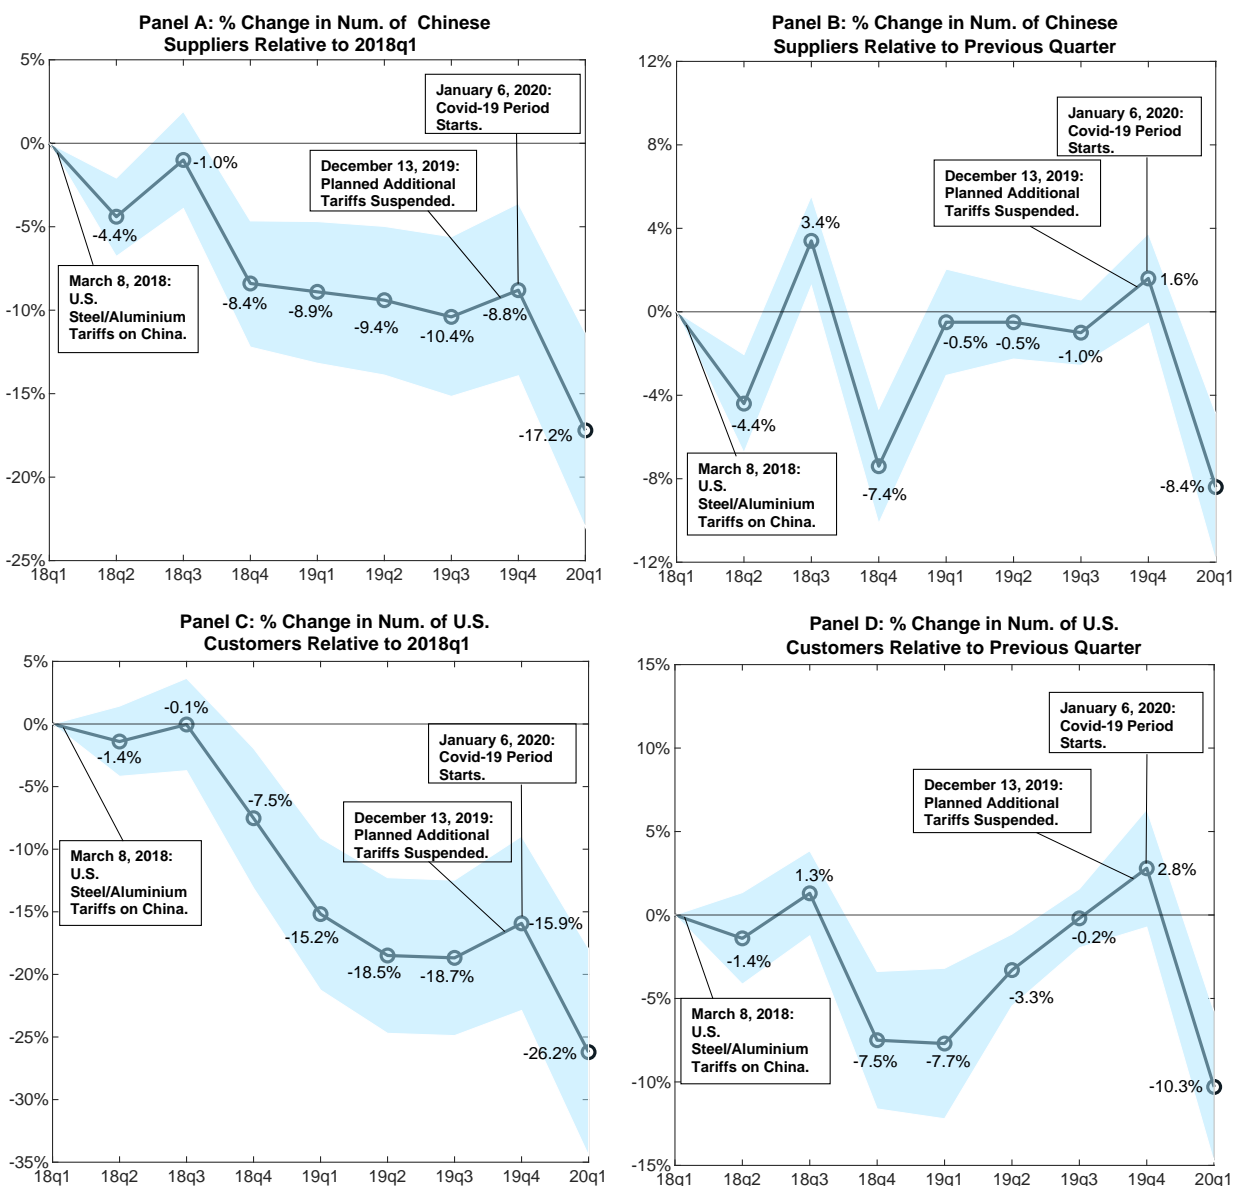 Panel A: % Change in Num. of Chinese
Suppliers Relative to 2018q1
5%
0%
-5%
-10%
-15%
-20%
-25%
18q1
18q2
18q3
18q4
19q1
19q2
19q3
19q4
20q1
January 6, 2020:
Covid-19 Period
Starts.
December 13, 2019:
Planned Additional
Tariffs Suspended.
March 8, 2018:
U.S.
Steel/Aluminium
Tariffs on China.
-4.4%
-1.0%
-8.4%
-8.9%
-9.4%
-10.4%
-8.8%
-17.2%
Panel B: % Change in Num. of Chinese
Suppliers Relative to Previous Quarter
12%
8%
4%
0%
-4%
-8%
-12%
18q1
18q2
18q3
18q4
19q1
19q2
19q3
19q4
20q1
January 6, 2020:
Covid-19 Period
Starts.
December 13, 2019:
Planned Additional
Tariffs Suspended.
March 8, 2018:
U.S.
Steel/Aluminium
Tariffs on China.
-4.4%
3.4%
-7.4%
-0.5%
-0.5%
-1.0%
1.6%
-8.4%
Panel C: % Change in Num. of U.S.
Customers Relative to 2018q1
5%
0%
-5%
-10%
-15%
-20%
-25%
-30%
-35%
18q1
18q2
18q3
18q4
19q1
19q2
19q3
19q4
20q1
January 6, 2020:
Covid-19 Period
Starts.
December 13, 2019:
Planned Additional
Tariffs Suspended.
March 8, 2018:
U.S.
Steel/Aluminium
Tariffs on China.
-1.4%
-0.1%
-7.5%
-15.2%
-18.5%
-18.7%
-15.9%
-26.2%
Panel D: % Change in Num. of U.S.
Customers Relative to Previous Quarter
15%
10%
5%
0%
-5%
-10%
-15%
18q1
18q2
18q3
18q4
19q1
19q2
19q3
19q4
20q1
January 6, 2020:
Covid-19 Period
Starts.
December 13, 2019:
Planned Additional
Tariffs Suspended.
March 8, 2018:
U.S.
Steel/Aluminium
Tariffs on China.
-1.4%
1.3%
-7.5%
-7.7%
-3.3%
-0.2%
2.8%
-10.3%